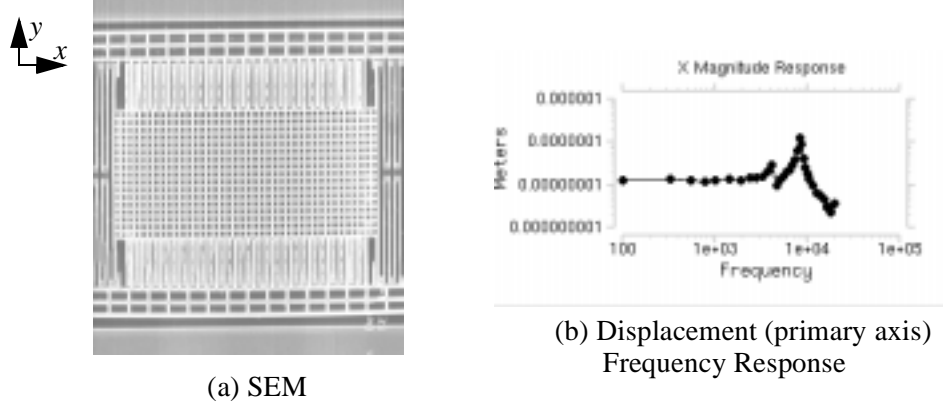 y
x
X Magnitude Response
0.000001
0.0000001
0.00000001
0.000000001
Meters
100
1e+03
1e+04
1e+05
Frequency
(a) SEM
(b) Displacement (primary axis)
Frequency Response